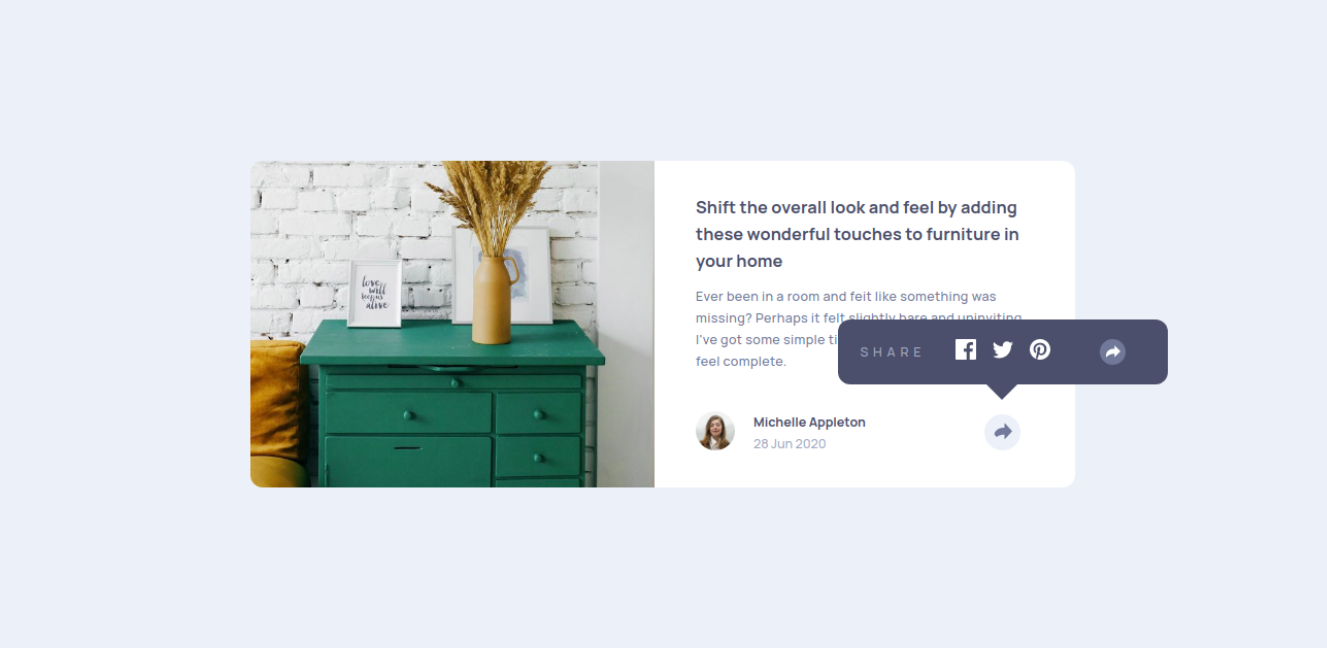 Shift the overall look and feel by adding
these wonderful touches to furniture in
your home
Ever been in a room and felt like something was
missing? Perhaps it felt slightly bare and uninviting.
I've got some simple ti
feel complete.
SHARE
Michelle Appleton
28 Jun 2020
love
will
keep us
alive